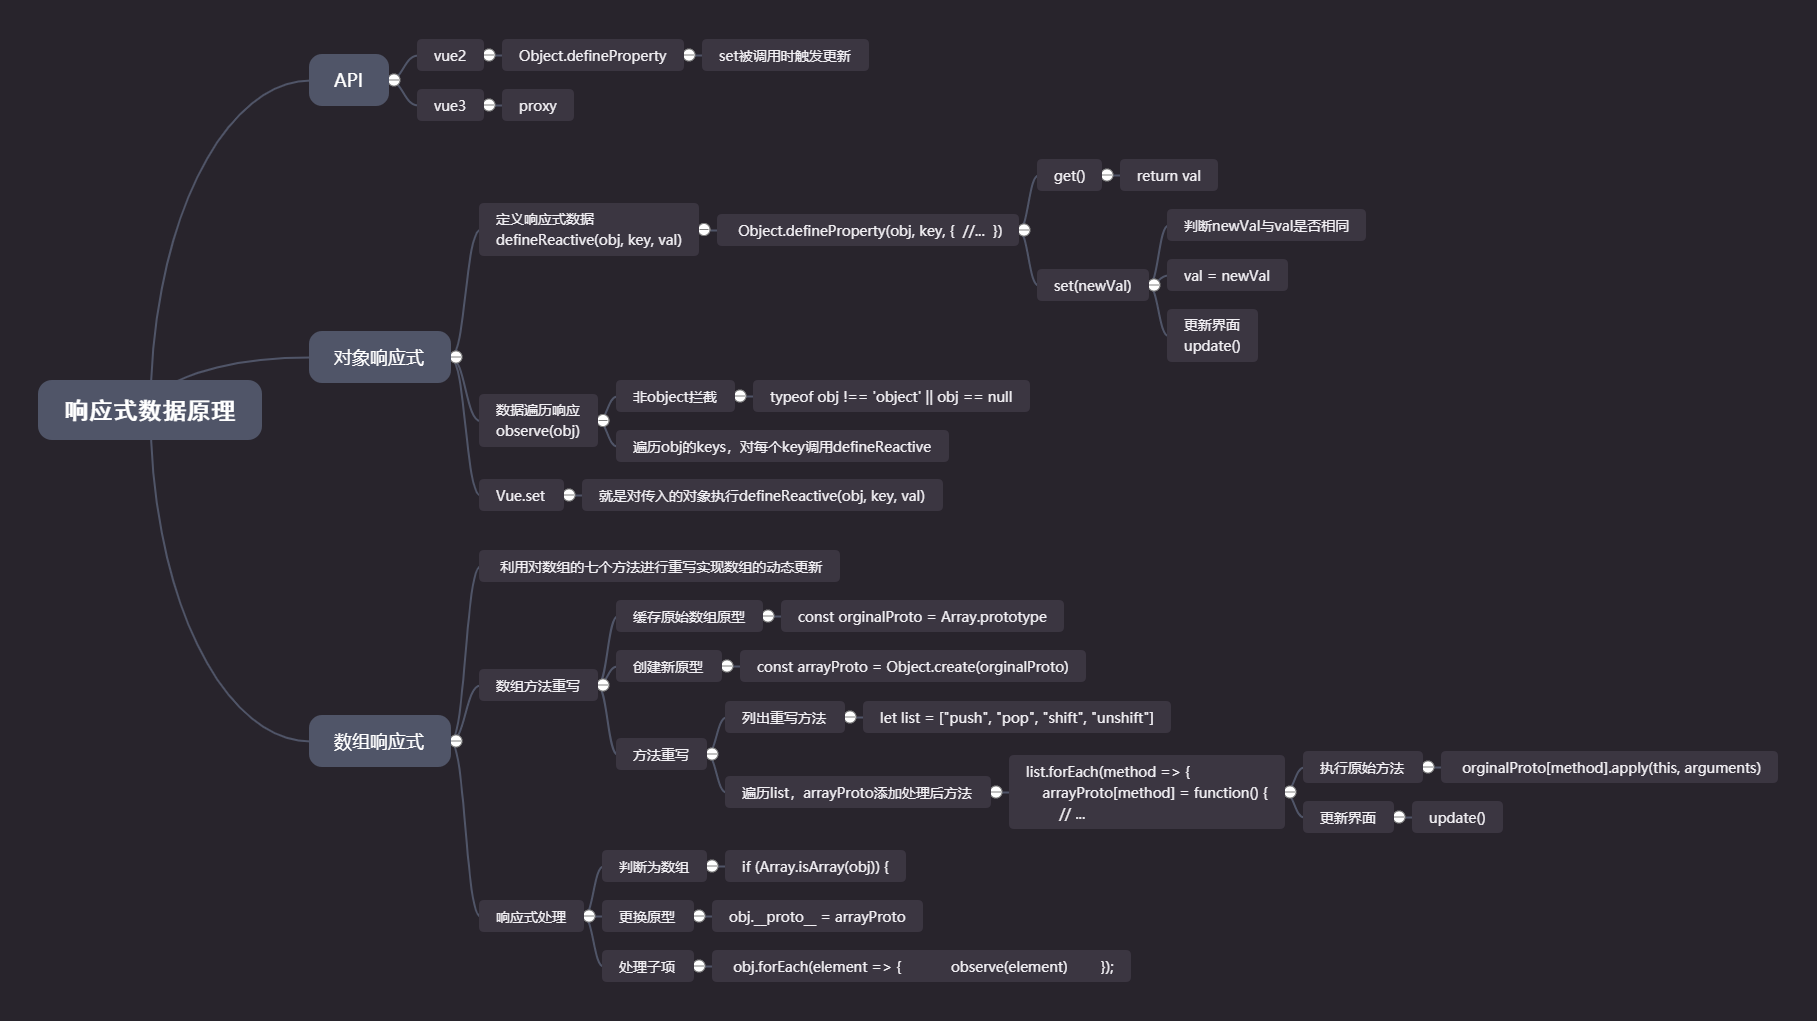 响应式数据原理
API
vue2
Object.defineProperty
set被调用时触发更新
vue3
proxy
对象响应式
定义响应式数据
defineReactive(obj, key, val)
Object.defineProperty(obj, key, {  //...  })
get()
return val
set(newVal)
判断newVal与val是否相同
val = newVal
更新界面
update()
数据遍历响应
observe(obj)
非object拦截
typeof obj !== 'object' || obj == null
遍历obj的keys，对每个key调用defineReactive
Vue.set
就是对传入的对象执行defineReactive(obj, key, val)
数组响应式
利用对数组的七个方法进行重写实现数组的动态更新
数组方法重写
缓存原始数组原型
const orginalProto = Array.prototype
创建新原型
const arrayProto = Object.create(orginalProto)
方法重写
列出重写方法
let list = ["push", "pop", "shift", "unshift"]
遍历list，arrayProto添加处理后方法
list.forEach(method => {
arrayProto[method] = function() {
// ...
执行原始方法
orginalProto[method].apply(this, arguments)
更新界面
update()
响应式处理
判断为数组
if (Array.isArray(obj)) {
更换原型
obj.__proto__ = arrayProto
处理子项
obj.forEach(element => {            observe(element)        });